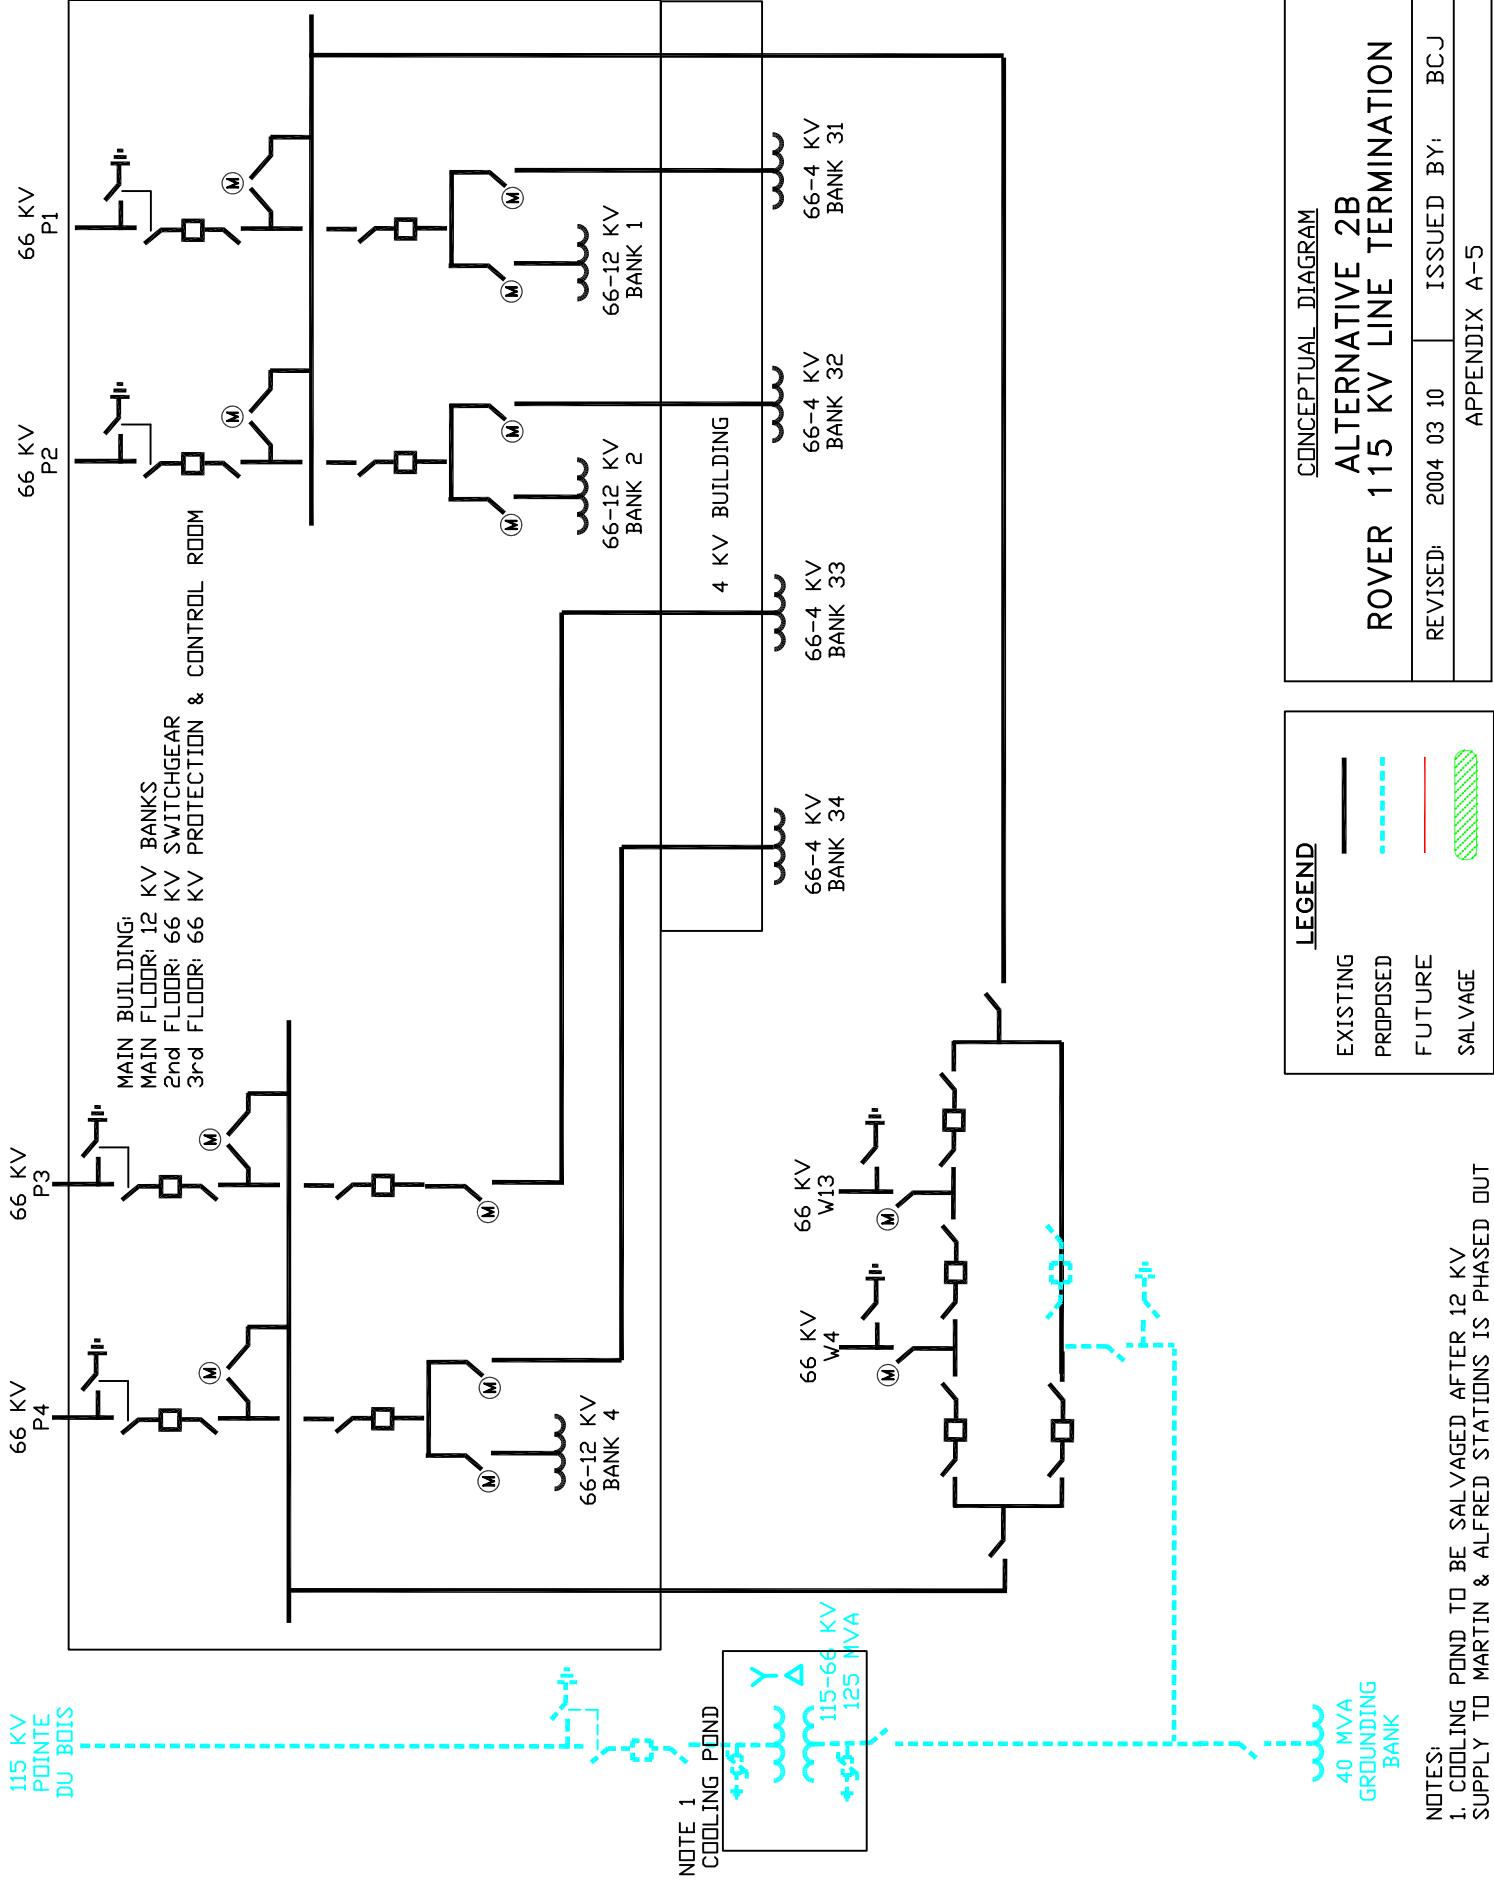 115 KV
POINTE
DU BOIS
66 KV
P4
66 KV
P3
66 KV
P2
66 KV
P1
MAIN BUILDING:
MAIN FLOOR: 12 KV BANKS
2nd FLOOR: 66 KV SWITCHGEAR
3rd FLOOR: 66 KV PROTECTION & CONTROL ROOM
M
M
M
M
M
M
M
M
M
M
M
66-12 KV
BANK 4
66-12 KV
BANK 2
66-12 KV
BANK 1
4 KV BUILDING
NOTE 1
COOLING POND
115-66 KV
125 MVA
66 KV
W4
66 KV
W13
M
M
66-4 KV
BANK 34
66-4 KV
BANK 33
66-4 KV
BANK 32
66-4 KV
BANK 31
40 MVA
GROUNDING
BANK
NOTES:
1. COOLING POND TO BE SALVAGED AFTER 12 KV
SUPPLY TO MARTIN & ALFRED STATIONS IS PHASED OUT
LEGEND
EXISTING
PROPOSED
FUTURE
SALVAGE
CONCEPTUAL DIAGRAM
ALTERNATIVE 2B
ROVER 115 KV LINE TERMINATION
REVISED: 2004 03 10 ISSUED BY: BCJ
APPENDIX A-5